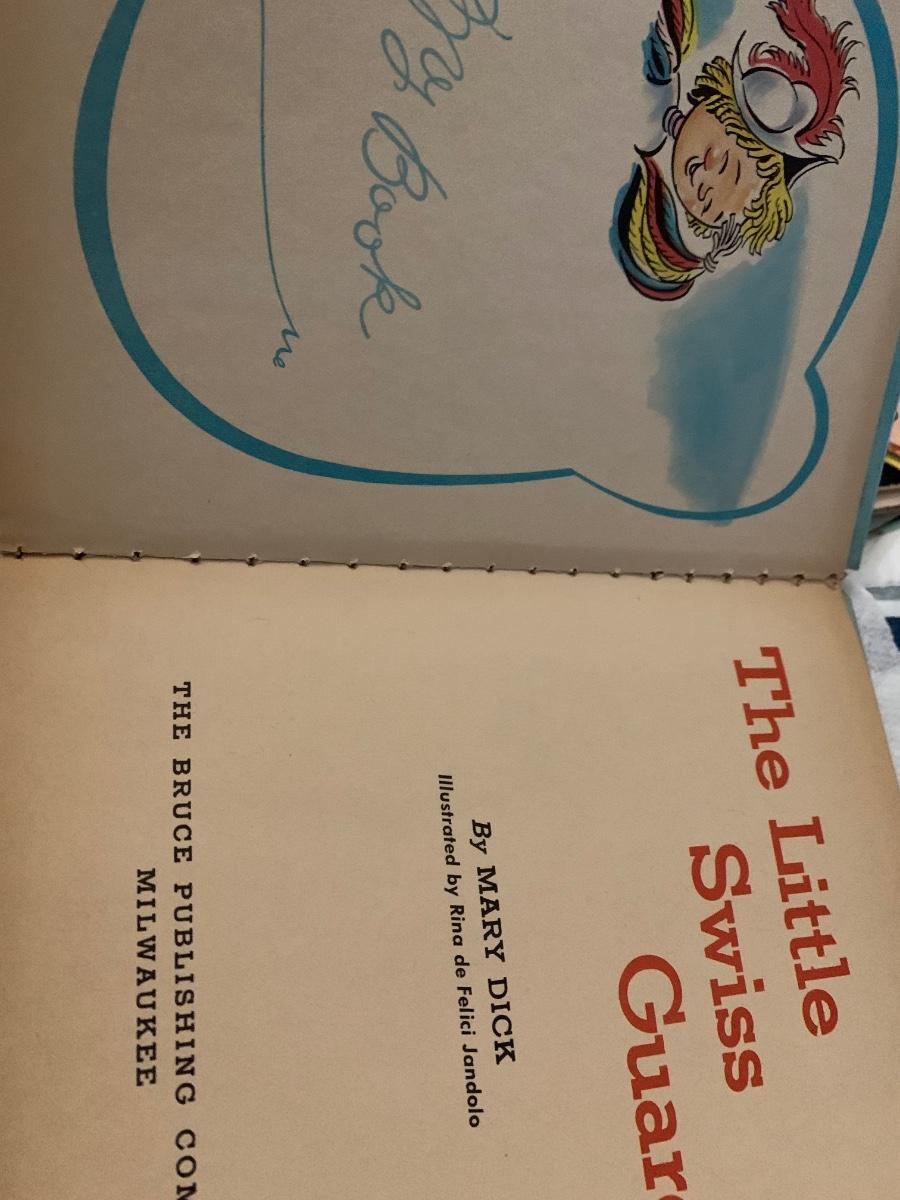 My Book
The Little
Swiss
Guar
By MARY DICK
Illustrated by Rina de Felici Jandolo
THE BRUCE PUBLISHING COM
MILWAUKEE